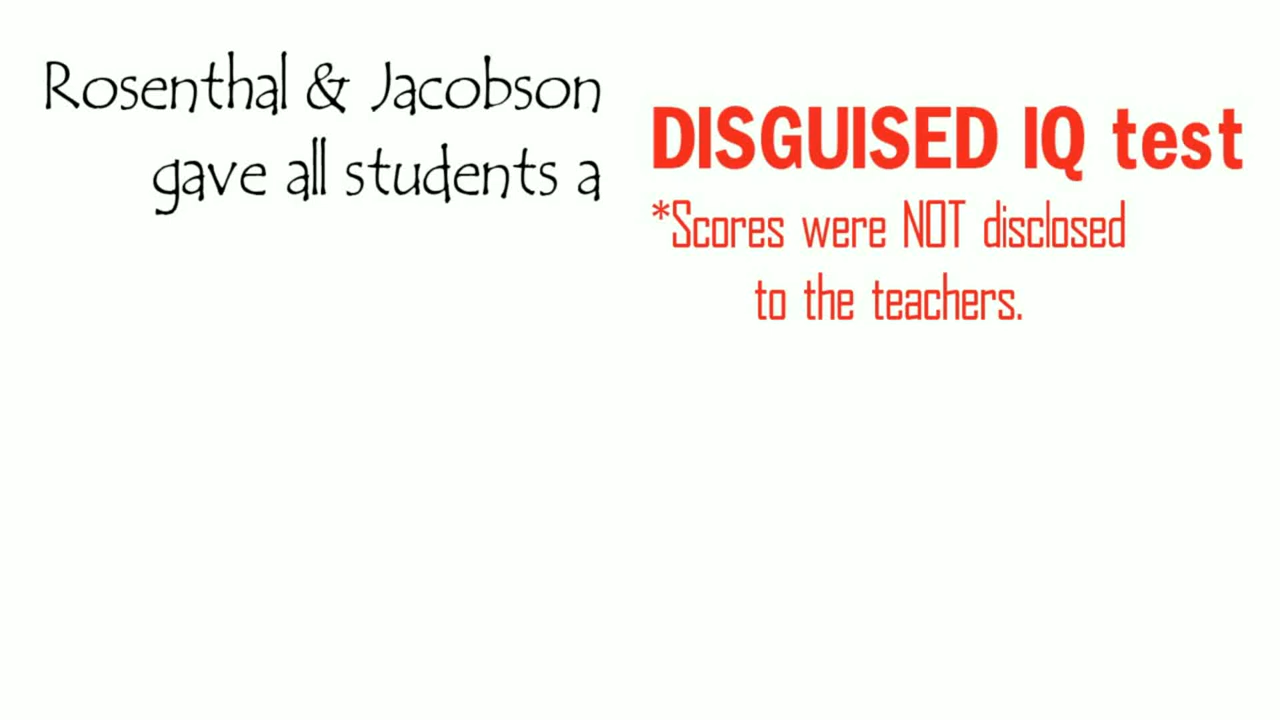 Rosenthal & Jacobson
gave all students a
DISGUISED IQ test
*Scores were NOT disclosed
to the teachers.